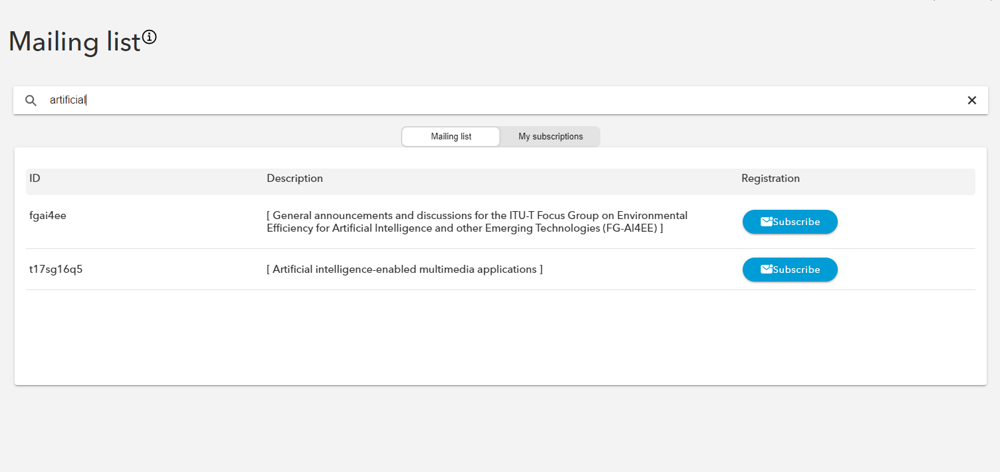 Mailing list
artificial
Mailing list My subscriptions
ID Description Registration
fgai4ee [ General announcements and discussions for the ITU-T Focus Group on Environmental
Efficiency for Artificial Intelligence and other Emerging Technologies (FG-AI4EE) ]
Subscribe
t17sg16q5 [ Artificial intelligence-enabled multimedia applications ] Subscribe